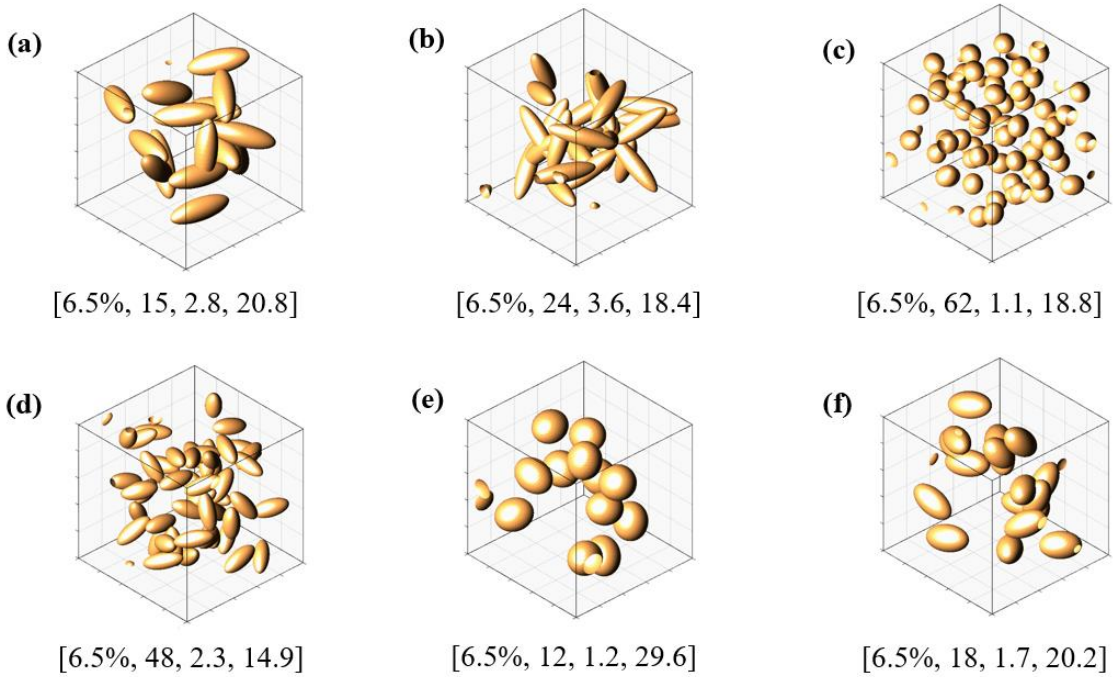 (a)
(b)
(c)
[6.5%, 15, 2.8, 20.8]
[6.5%, 24, 3.6, 18.4]
[6.5%, 62, 1.1, 18.8]
(d)
(e)
(f)
[6.5%, 48, 2.3, 14.9]
[6.5%, 12, 1.2, 29.6]
[6.5%, 18, 1.7, 20.2]